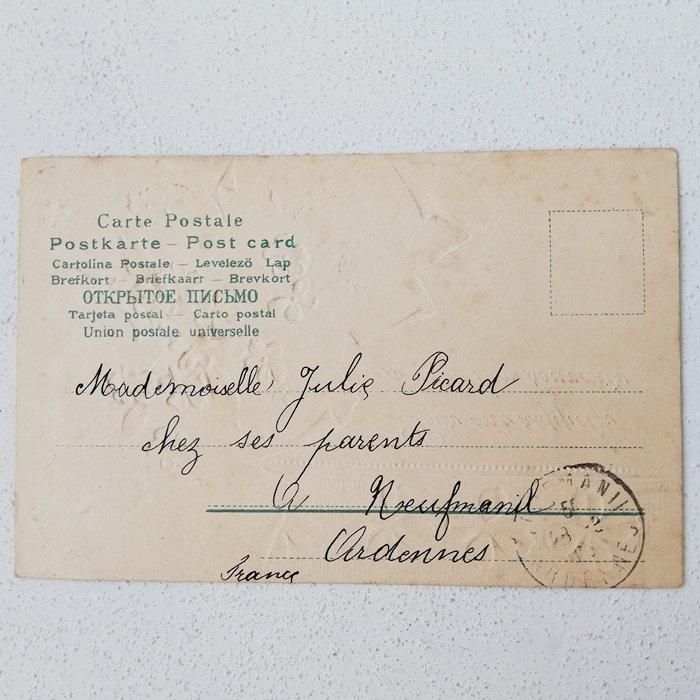 Carte Postale
Postkarte – Post card
Cartolina Postale – Levelező Lap
Brefkort – Briefkaart – Brevkort
ОТКРЫТОЕ ПИСЬМО
Tarjeta postal – Carto postal
Union postale universelle
Mademoiselle Julie Picard
chez ses parents
A Neufmanil
Ardennes
France